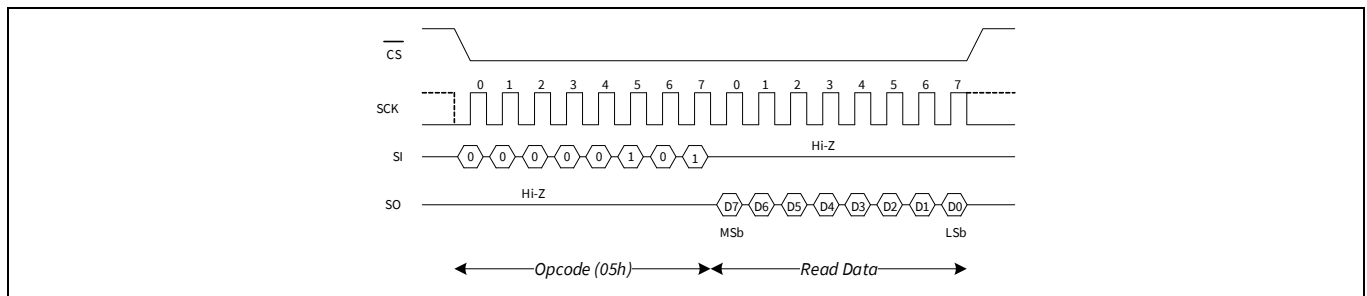 CS
0 1 2 3 4 5 6 7 0 1 2 3 4 5 6 7
SCK
Hi-Z
SI 0 0 0 0 0 1 0 1
Hi-Z
SO D7 D6 D5 D4 D3 D2 D1 D0
MSb LSb
Opcode (05h) Read Data